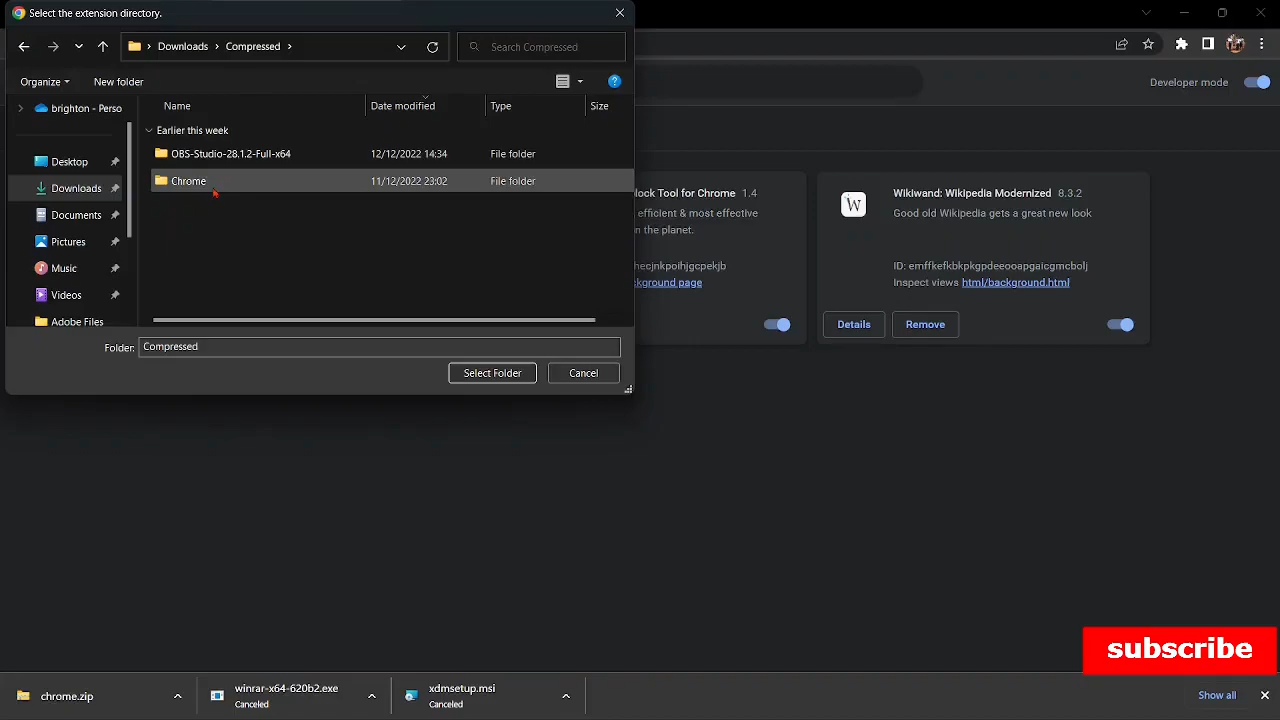 Select the extension directory.
Downloads
Compressed
Search Compressed
Organize
New folder
Developer mode
brighton - Perso
Name
Date modified
Type
Size
Earlier this week
OBS-Studio-28.1.2-Full-x64
12/12/2022 14:34
File folder
Chrome
11/12/2022 23:02
File folder
Desktop
Downloads
Documents
Pictures
Music
Videos
Adobe Files
Folder:
Compressed
Select Folder
Cancel
lock Tool for Chrome 1.4
efficient & most effective
n the planet.
hecjnkpoihjgcpekjb
kground page
W
Wikiwand: Wikipedia Modernized 8.3.2
Good old Wikipedia gets a great new look
ID: emffkefkbkpkgpdeeooapgaicgmcbolj
Inspect views html/background.html
Details
Remove
subscribe
chrome.zip
winrar-x64-620b2.exe
Canceled
xdmsetup.msi
Canceled
Show all